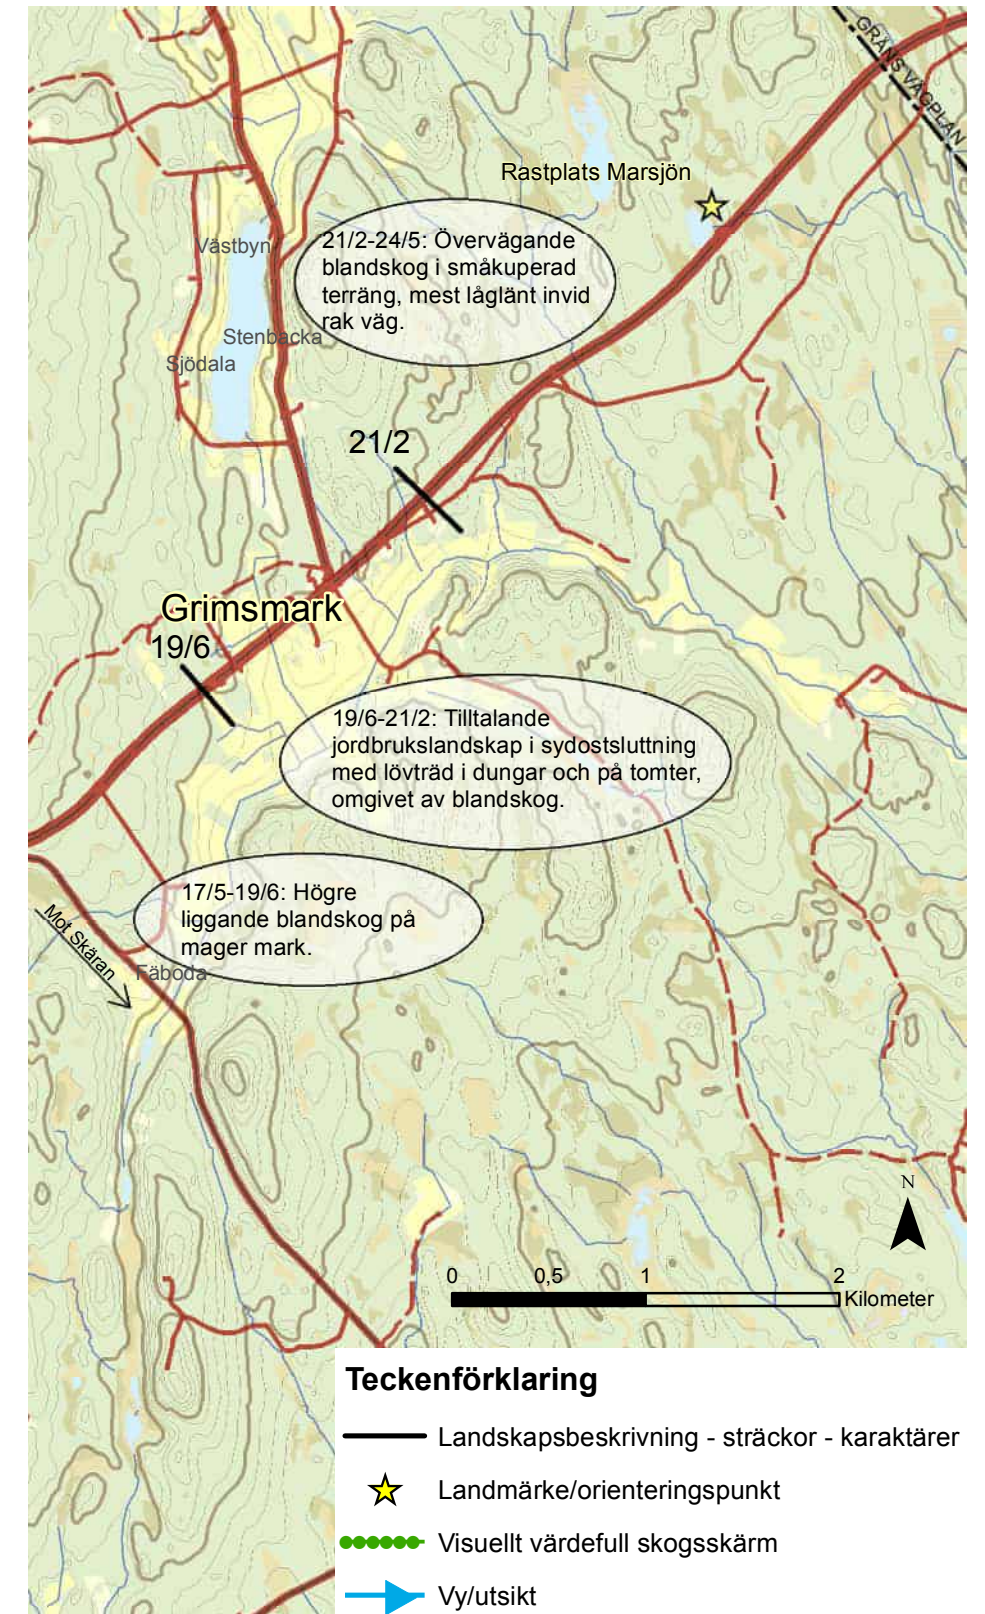 GRÄNS VÄGPLAN
Rastplats Marsjön
21/2-24/5: Övervägande
blandskog i småkuperad
terräng, mest låglänt invid
rak väg.
Västbyn
Stenbacka
Sjödala
21/2
Grimsmark
19/6
19/6-21/2: Tilltalande
jordbrukslandskap i sydostsluttning
med lövträd i dungar och på tomter,
omgivet av blandskog.
17/5-19/6: Högre
liggande blandskog på
mager mark.
Mot Skäran
Fäboda
N
0 0,5 1 2
Kilometer
Teckenförklaring
Landskapsbeskrivning - sträckor - karaktärer
Landmärke/orienteringspunkt
Visuellt värdefull skogsskärm
Vy/utsikt